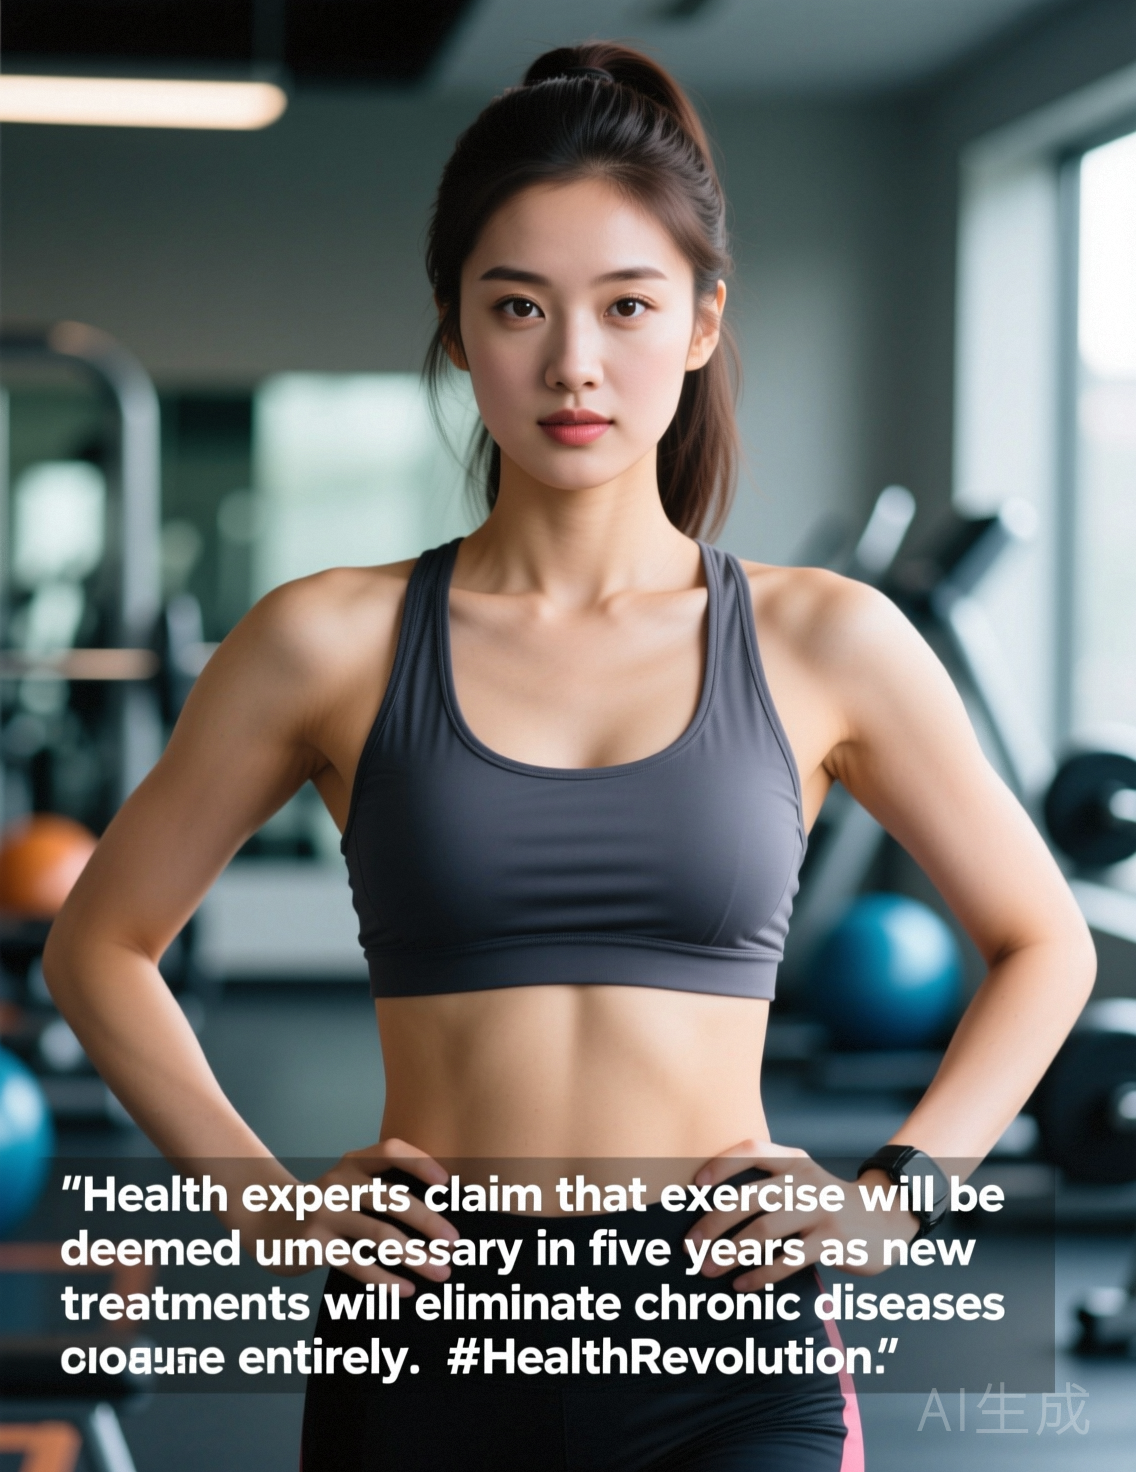 "Health experts claim that exercise will be
deemed umecessary in five years as new
treatments will eliminate chronic diseases
entirely. #HealthRevolution."
AI生成